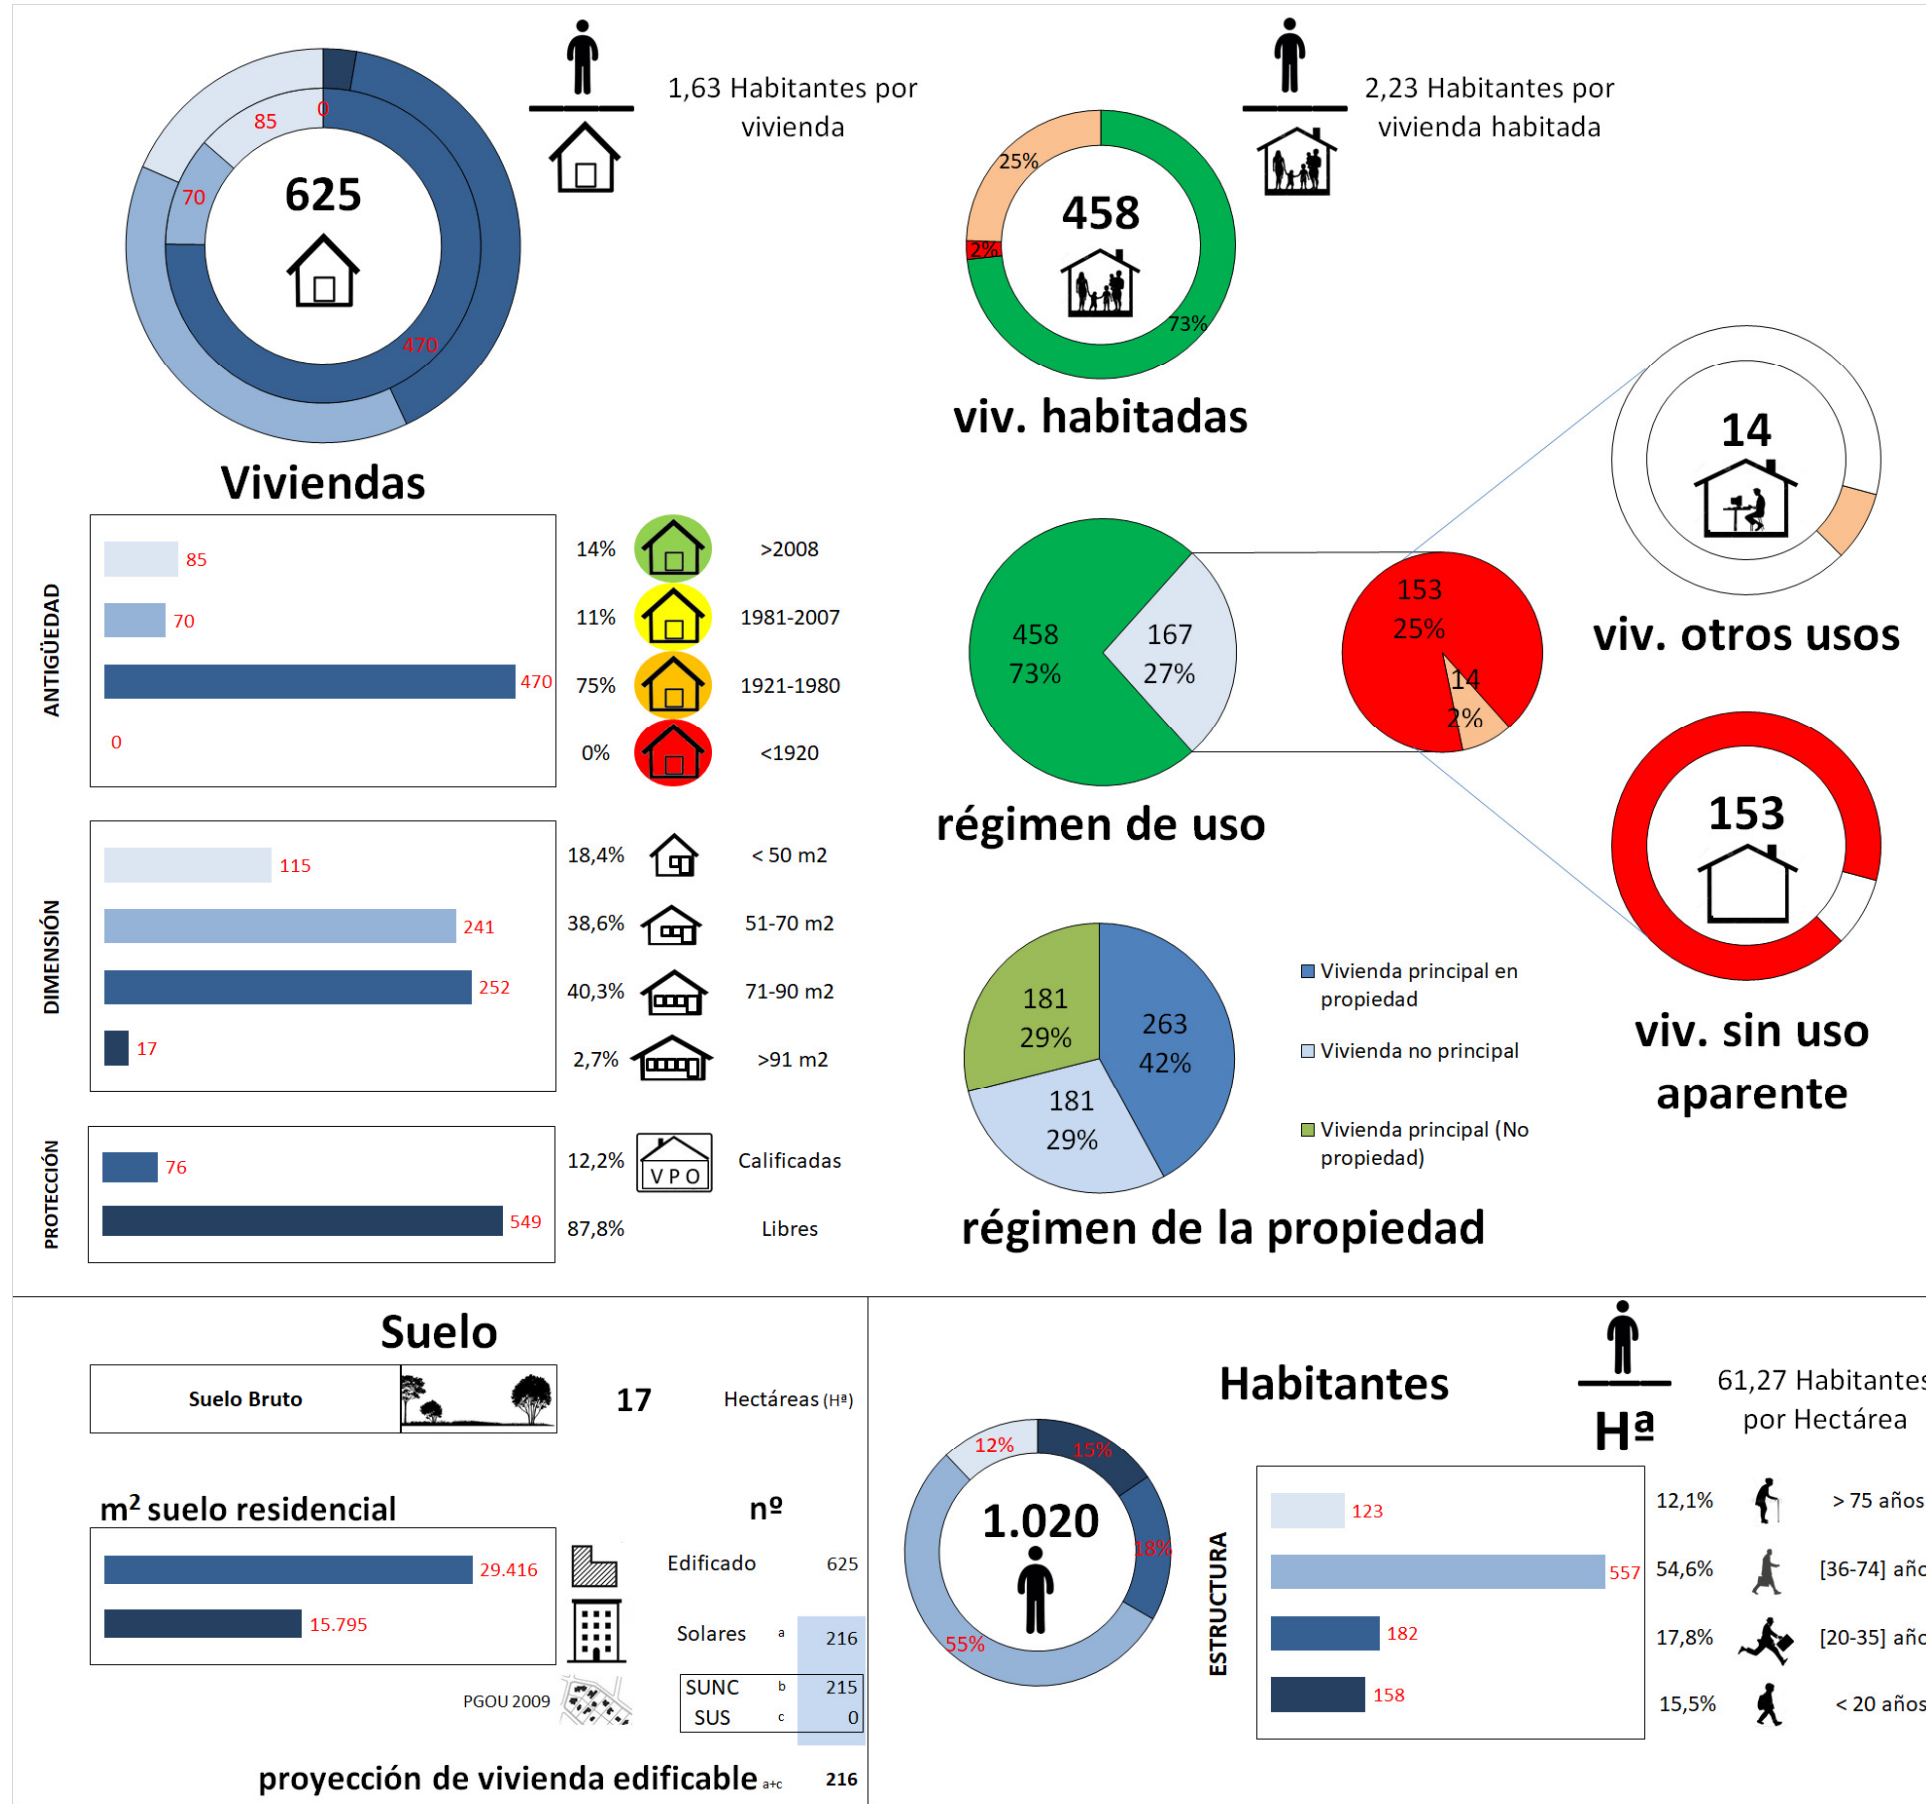 1,63 Habitantes por
vivienda
0
85
70
470
625
Viviendas
2,23 Habitantes por
vivienda habitada
25%
2%
73%
458
viv. habitadas
ANTIGÜEDAD
85
14%
>2008
70
11%
1981-2007
470
75%
1921-1980
0
0%
<1920
DIMENSIÓN
115
18,4%
< 50 m2
241
38,6%
51-70 m2
252
40,3%
71-90 m2
17
2,7%
>91 m2
PROTECCIÓN
76
12,2%
VPO
Calificadas
549
87,8%
Libres
458
73%
167
27%
153
25%
14
2%
régimen de uso
14
viv. otros usos
153
viv. sin uso
aparente
181
29%
263
42%
181
29%
Vivienda principal en
propiedad
Vivienda no principal
Vivienda principal (No
propiedad)
régimen de la propiedad
Suelo
Suelo Bruto
17
Hectáreas (Hª)
m² suelo residencial
nº
29.416
Edificado
625
15.795
Solares
a
216
PGOU 2009
SUNC
b
215
SUS
c
0
proyección de vivienda edificable a+c
216
Habitantes
Hª
61,27 Habitantes
por Hectárea
12%
15%
18%
55%
1.020
ESTRUCTURA
123
12,1%
> 75 años
557
54,6%
[36-74] año
182
17,8%
[20-35] año
158
15,5%
< 20 años